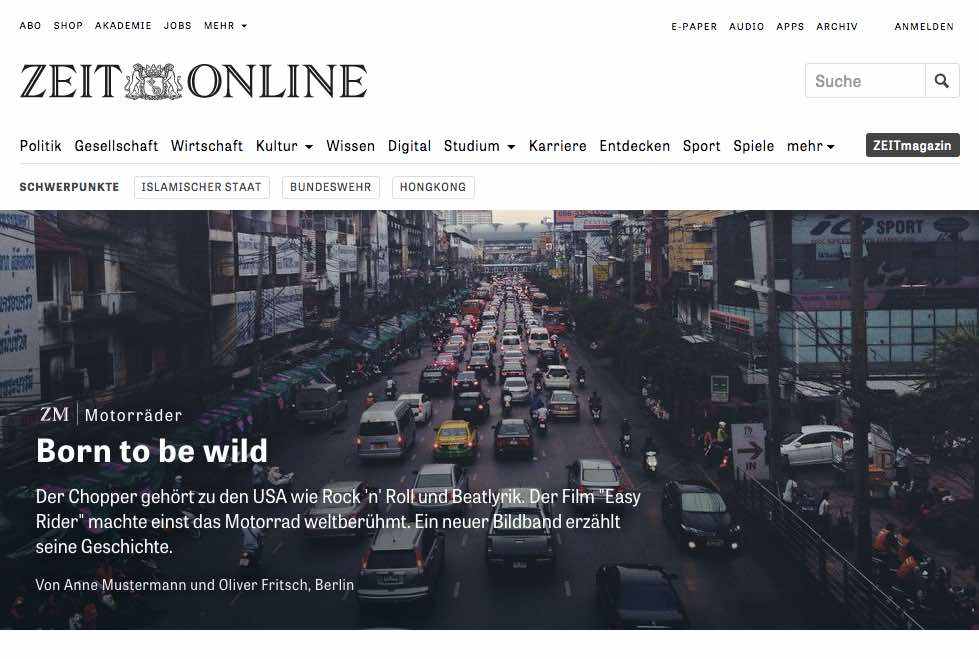 ABO SHOP AKADEMIE JOBS MEHR
E-PAPER AUDIO APPS ARCHIV ANMELDEN
ZEIT ONLINE
Suche
Politik Gesellschaft Wirtschaft Kultur Wissen Digital Studium Karriere Entdecken Sport Spiele mehr ZEITmagazin
SCHWERPUNKTE ISLAMISCHER STAAT BUNDESWEHR HONGKONG
SPORT
IN
ZM | Motorräder
Born to be wild
Der Chopper gehört zu den USA wie Rock 'n' Roll und Beatlyrik. Der Film "Easy
Rider" machte einst das Motorrad weltberühmt. Ein neuer Bildband erzählt
seine Geschichte.
Von Anne Mustermann und Oliver Fritsch, Berlin